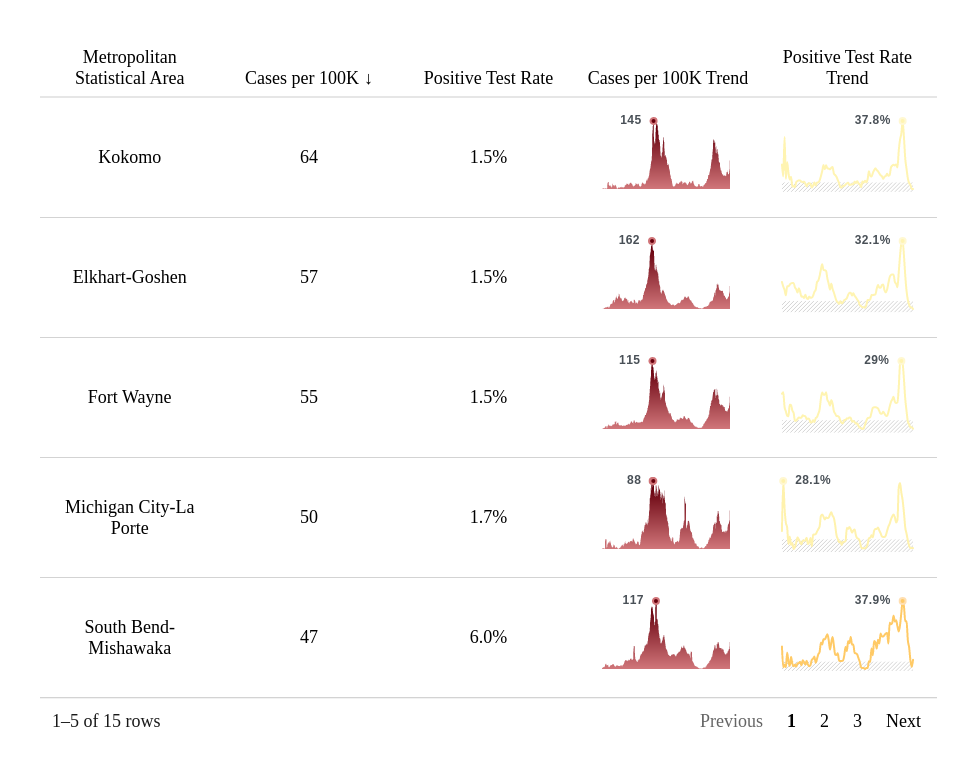 Metropolitan
Statistical Area
Cases per 100K ↓
Positive Test Rate
Cases per 100K Trend
Positive Test Rate
Trend
Kokomo
64
1.5%
145
37.8%
Elkhart-Goshen
57
1.5%
162
32.1%
Fort Wayne
55
1.5%
115
29%
Michigan City-La
Porte
50
1.7%
88
28.1%
South Bend-
Mishawaka
47
6.0%
117
37.9%
1–5 of 15 rows
Previous 1 2 3 Next